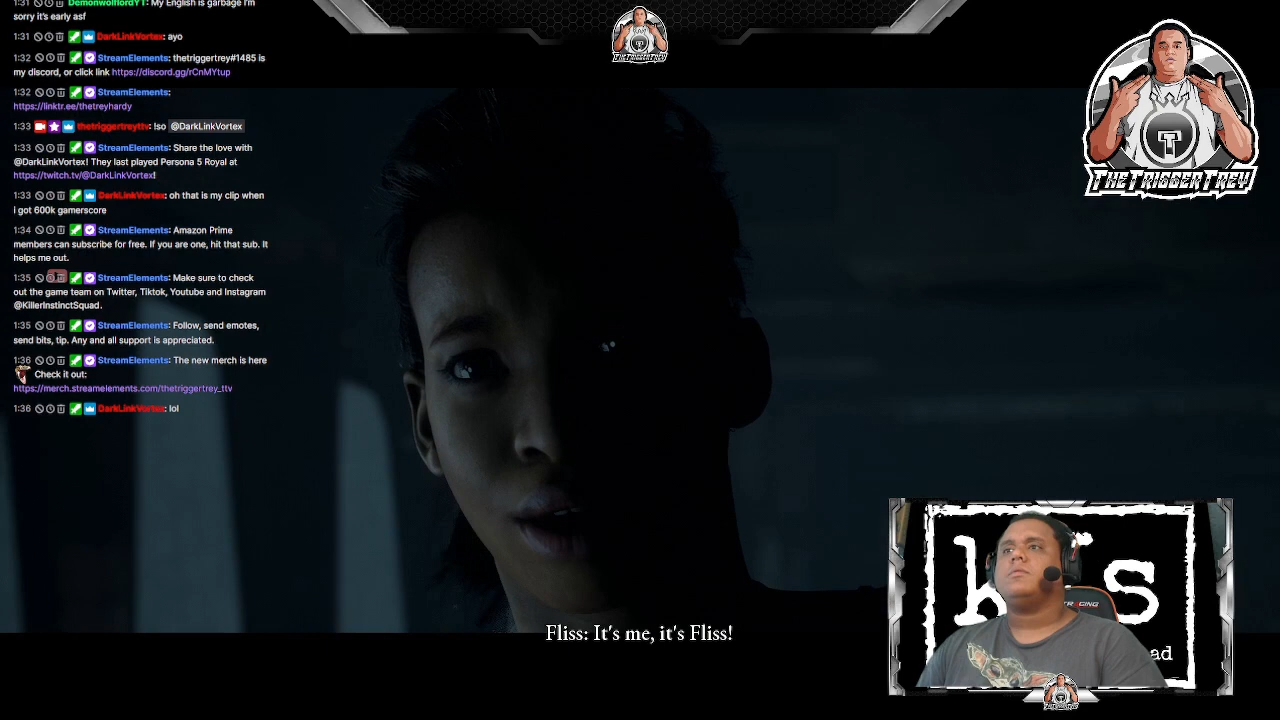 1:31 DemonwolflordYT: My English is garbage I'm
sorry it's early asf
1:31 DarkLinkVortex: ayo
1:32 StreamElements: thetriggertrey#1485 is
my discord, or click link https://discord.gg/rCnMYtup
1:32 StreamElements:
https://linktr.ee/thetreyhardy
1:33 thetriggertreyttv: !so @DarkLinkVortex
1:33 StreamElements: Share the love with
@DarkLinkVortex! They last played Persona 5 Royal at
https://twitch.tv/@DarkLinkVortex!
1:33 DarkLinkVortex: oh that is my clip when
i got 600k gamerscore
1:34 StreamElements: Amazon Prime
members can subscribe for free. If you are one, hit that sub. It
helps me out.
1:35 StreamElements: Make sure to check
out the game team on Twitter, Tiktok, Youtube and Instagram
@KillerInstinctSquad.
1:35 StreamElements: Follow, send emotes,
send bits, tip. Any and all support is appreciated.
1:36 StreamElements: The new merch is here
Check it out:
https://merch.streamelements.com/thetriggertrey_ttv
1:36 DarkLinkVortex: lol
THETRIGGERTREY
T
THETRIGGERTREY
Fliss: It's me, it's Fliss!
s
ad